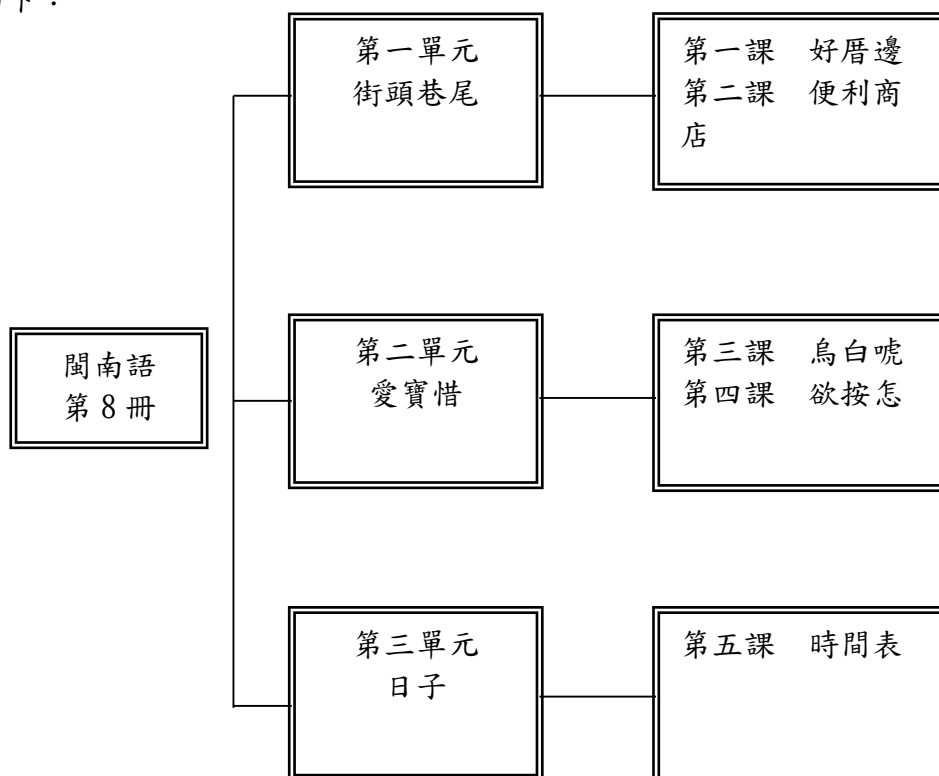 下：
第一單元
街頭巷尾
第一課　好厝邊
第二課　便利商
店
閩南語
第 8 冊
第二單元
愛寶惜
第三課　烏白唬
第四課　欲按怎
第三單元
日子
第五課　時間表